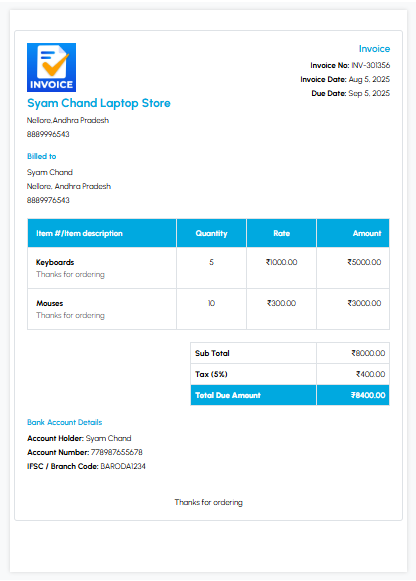 INVOICE
Invoice
Invoice No: INV-301356
Invoice Date: Aug 5, 2025
Due Date: Sep 5, 2025
Syam Chand Laptop Store
Nellore,Andhra Pradesh
8889996543
Billed to
Syam Chand
Nellore, Andhra Pradesh
8889976543
Item #/Item description Quantity Rate Amount
Keyboards 5 ₹1000.00 ₹5000.00
Thanks for ordering
Mouses 10 ₹300.00 ₹3000.00
Thanks for ordering
Sub Total ₹8000.00
Tax (5%) ₹400.00
Total Due Amount ₹8400.00
Bank Account Details
Account Holder: Syam Chand
Account Number: 778987655678
IFSC / Branch Code: BARODA1234
Thanks for ordering